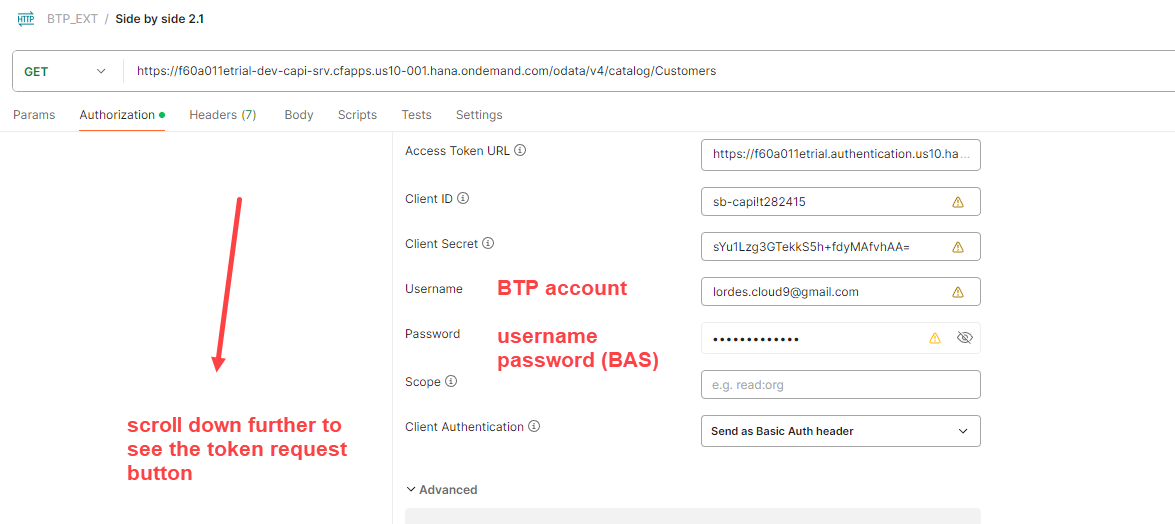 HTTP BTP_EXT / Side by side 2.1
GET https://f60a011etrial-dev-capi-srv.cfapps.us10-001.hana.ondemand.com/odata/v4/catalog/Customers
Params Authorization Headers (7) Body Scripts Tests Settings
Access Token URL https://f60a011etrial.authentication.us10.ha...
Client ID sb-capi!t282415
Client Secret sYu1Lzg3GTekkS5h+fdyMAfvhAA=
Username BTP account lordes.cloud9@gmail.com
Password username
password (BAS)
Scope e.g. read:org
scroll down further to
see the token request
button
Client Authentication Send as Basic Auth header
Advanced